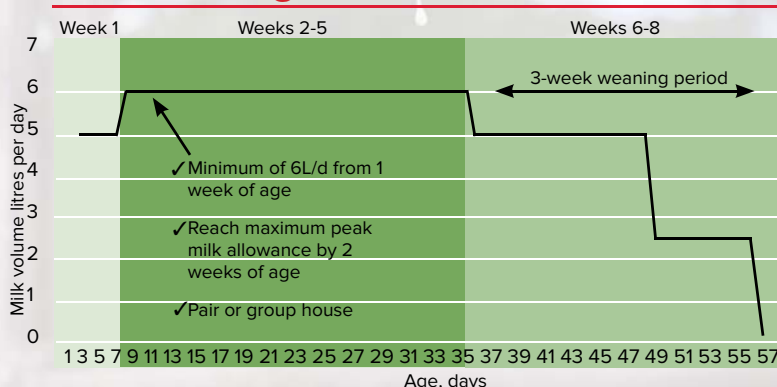 Week 1
Weeks 2-5
Weeks 6-8
7
6
5
4
3
2
1
0
Milk volume litres per day
3-week weaning period
✓Minimum of 6L/d from 1
week of age
✓Reach maximum peak
milk allowance by 2
weeks of age
✓Pair or group house
1 3 5 7 9 11 13 15 17 19 21 23 25 27 29 31 33 35 37 39 41 43 45 47 49 51 53 55 57
Age, days